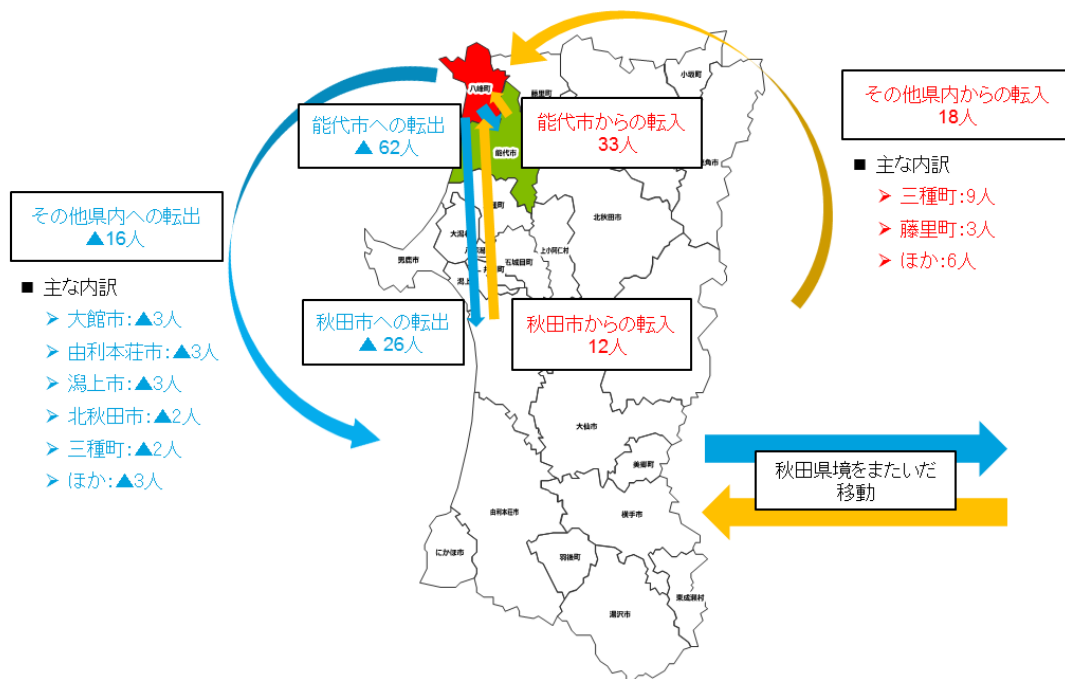 八峰町
藤里町
小坂町
能代市への転出
▲ 62人
能代市からの転入
33人
能代市
その他県内からの転入
18人
■ 主な内訳
➢ 三種町:9人
➢ 藤里町:3人
➢ ほか:6人
角市
その他県内への転出
▲16人
■ 主な内訳
➢ 大館市:▲3人
➢ 由利本荘市:▲3人
➢ 潟上市:▲3人
➢ 北秋田市:▲2人
➢ 三種町:▲2人
➢ ほか:▲3人
町
北秋田市
大潟
上小阿仁村
五城目町
男鹿市
潟上
井
町
秋田市への転出
▲ 26人
秋田市からの転入
12人
大仙市
美郷町
秋田県境をまたいだ
移動
横手市
由利本荘市
にかほ市
羽後町
東成瀬村
湯沢市